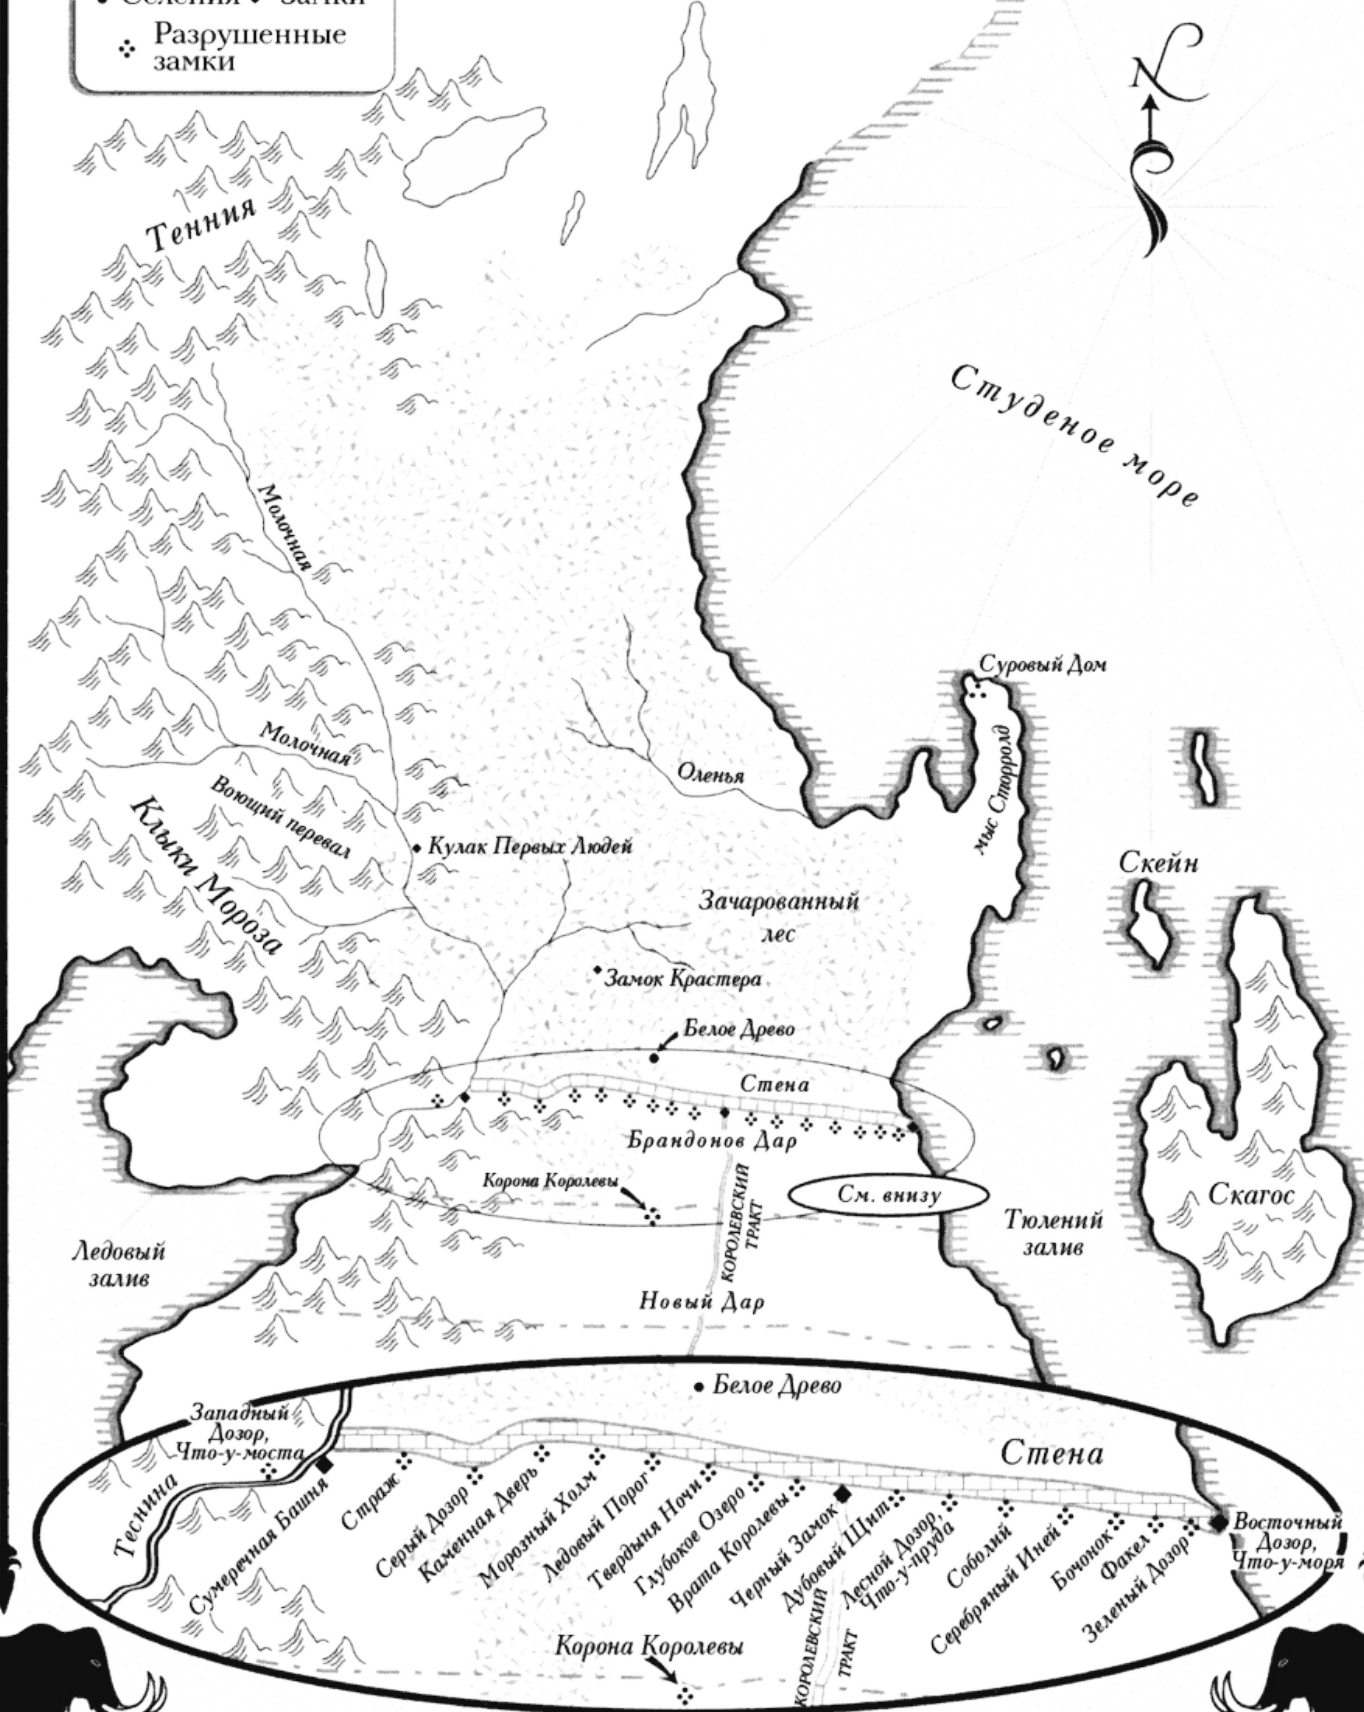 • Селения ◆ Замки
Разрушенные
замки
N
Тенния
Студеное море
Молочная
Суровый Дом
мыс Сторролд
Молочная
Оленья
Воющий перевал
Клыки Мороза
Кулак Первых Людей
Скейн
Зачарованный
лес
Замок Крастера
Белое Древо
Стена
Брандонов Дар
Корона Королевы
КОРОЛЕВСКИЙ
ТРАКТ
См. внизу
Скагос
Тюлений
залив
Ледовый
залив
Новый Дар
Белое Древо
Западный
Дозор,
Что-у-моста
Стена
Теснина
Сумеречная Башня
Страж
Серый Дозор
Каменная Дверь
Морозный Холм
Ледовый Порог
Твердыня Ночи
Глубокое Озеро
Врата Королевы
Черный Замок
Дубовый Щит
Лесной Дозор,
Что-у-пруда
Соболий
Серебряный Иней
Бочонок
Факел
Зеленый Дозор
Восточный
Дозор,
Что-у-моря
Корона Королевы
КОРОЛЕВСКИЙ
ТРАКТ